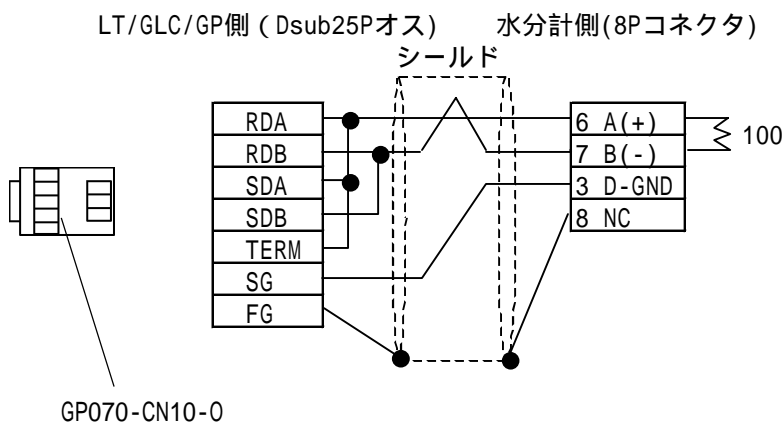 LT/GLC/GP側(Dsub25Pオス)
水分計側(8Pコネクタ)
シールド
RDA
RDB
SDA
SDB
TERM
SG
FG
6 A(+)
7 B(-)
3 D-GND
8 NC
100
GP070-CN10-O